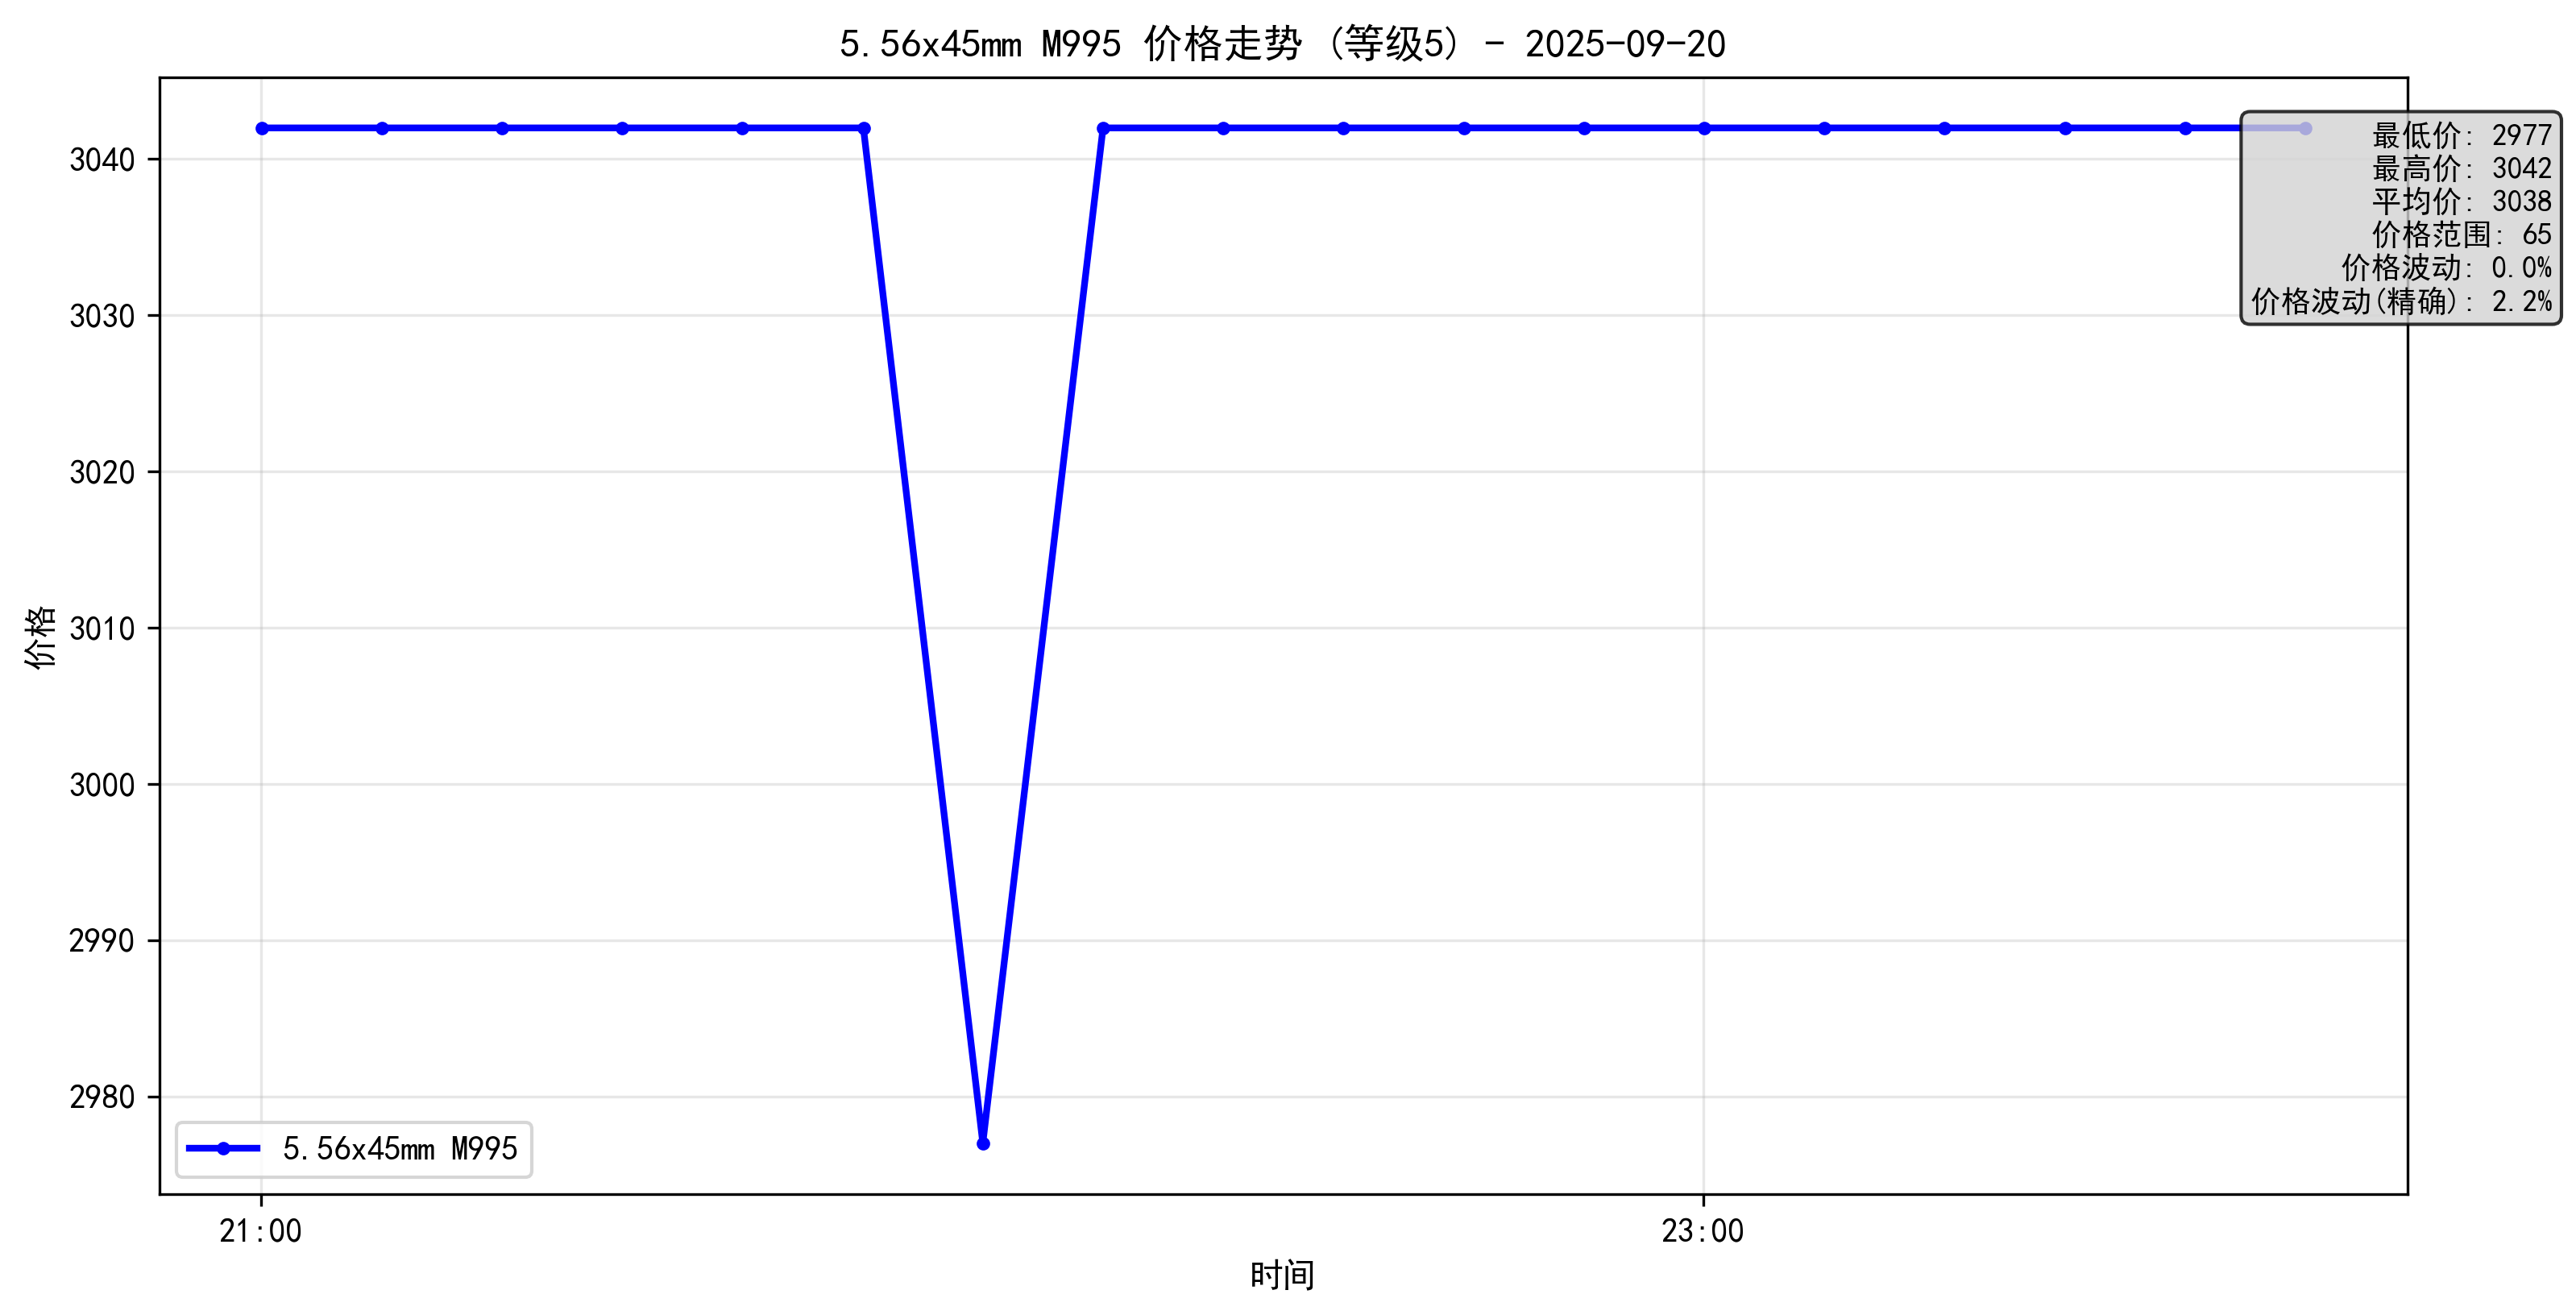 5.56x45mm M995 价格走势 (等级5) - 2025-09-20
价格
3040
3030
3020
3010
3000
2990
2980
最低价: 2977
最高价: 3042
平均价: 3038
价格范围: 65
价格波动: 0.0%
价格波动(精确): 2.2%
5.56x45mm M995
21:00
23:00
时间